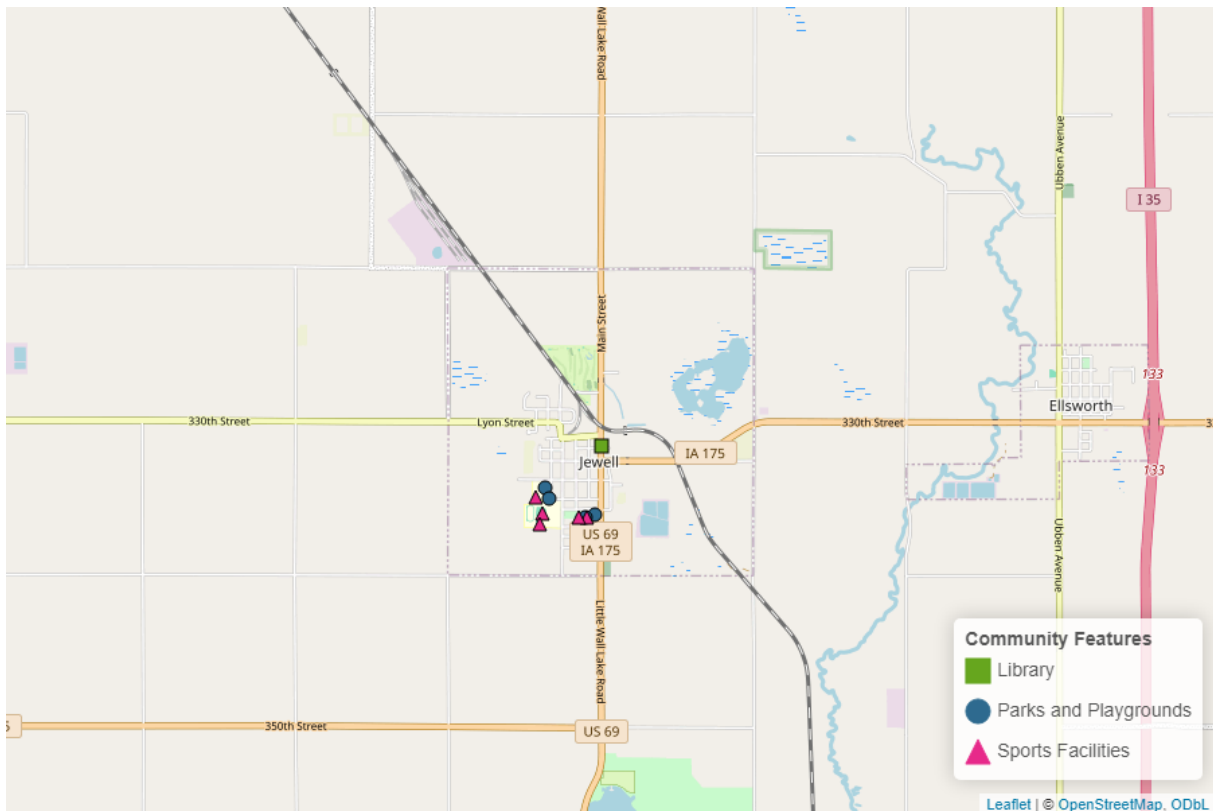 Wall Lake Road
Ubben Avenue
I 35
Main Street
133
Ellsworth
330th Street
Lyon Street
330th Street
3
IA 175
Jewell
133
US 69
IA 175
Ubben Avenue
Little Wall Lake Road
5
350th Street
US 69
Community Features
Library
Parks and Playgrounds
Sports Facilities
Leaflet | © OpenStreetMap, ODbL